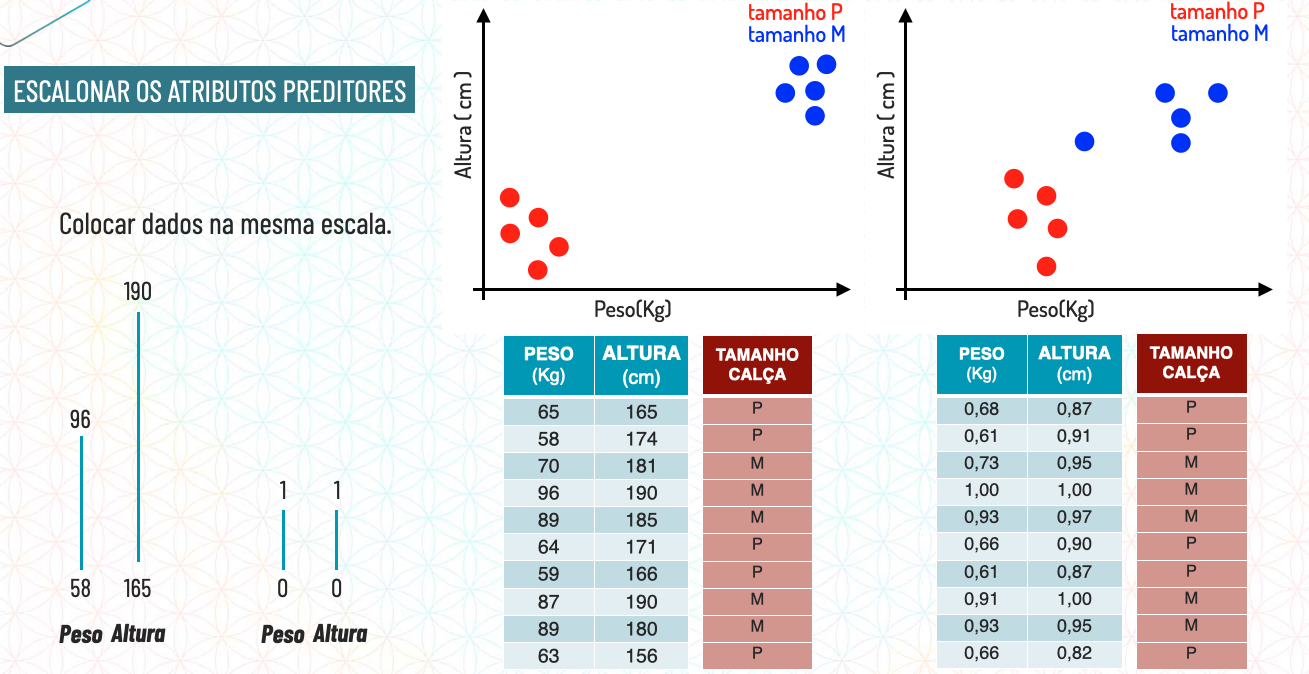 ESCALONAR OS ATRIBUTOS PREDITORES
Colocar dados na mesma escala.
190
96
1 1
58 165
0 0
Peso Altura
Peso Altura
tamanho P
tamanho M
Altura ( cm )
Peso(Kg)
tamanho P
tamanho M
Altura ( cm )
Peso(Kg)
PESO ALTURA TAMANHO
(Kg) (cm) CALÇA
65 165 P
58 174 P
70 181 M
96 190 M
89 185 M
64 171 P
59 166 P
87 190 M
89 180 M
63 156 P
PESO ALTURA TAMANHO
(Kg) (cm) CALÇA
0,68 0,87 P
0,61 0,91 P
0,73 0,95 M
1,00 1,00 M
0,93 0,97 M
0,66 0,90 P
0,61 0,87 P
0,91 1,00 M
0,93 0,95 M
0,66 0,82 P